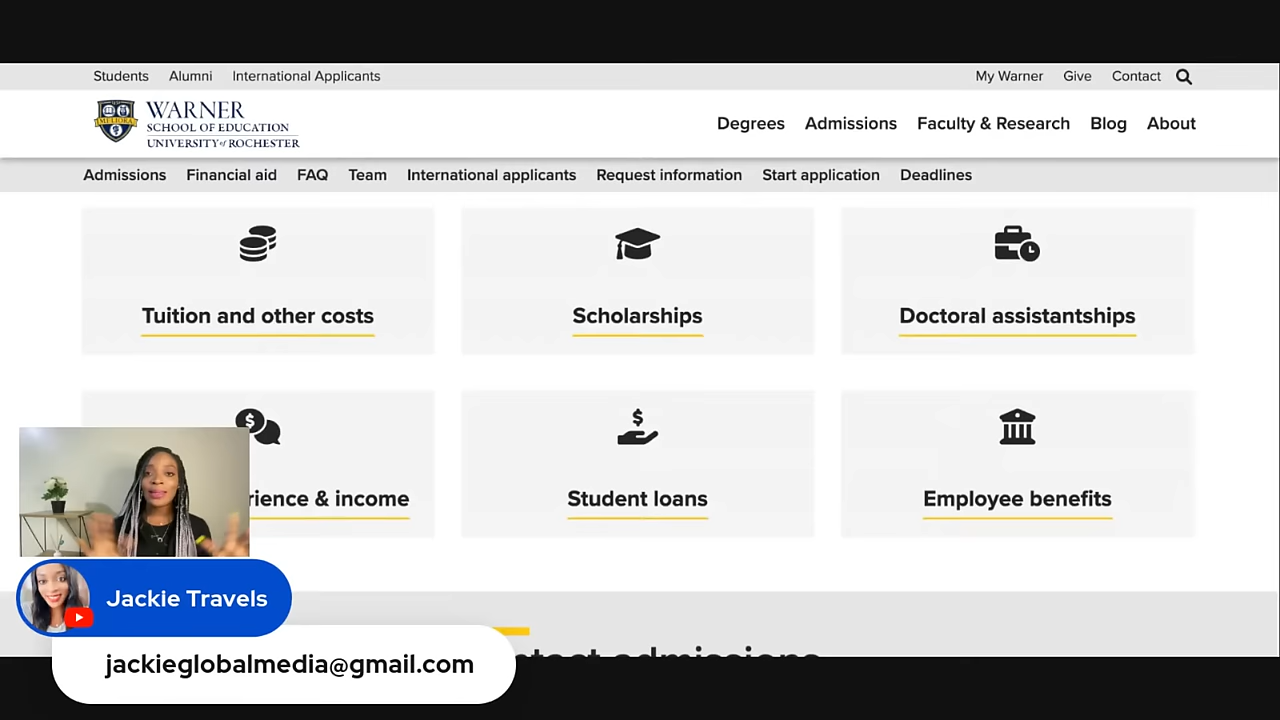 Students Alumni International Applicants My Warner Give Contact
WARNER
SCHOOL OF EDUCATION
UNIVERSITY of ROCHESTER
MELIORA
Degrees Admissions Faculty & Research Blog About
Admissions Financial aid FAQ Team International applicants Request information Start application Deadlines
Tuition and other costs
Scholarships
Doctoral assistantships
rience & income
Student loans
Employee benefits
Jackie Travels
jackieglobalmedia@gmail.com